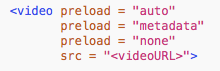 <video preload = "auto"
preload = "metadata"
preload = "none"
src = "<videoURL>">